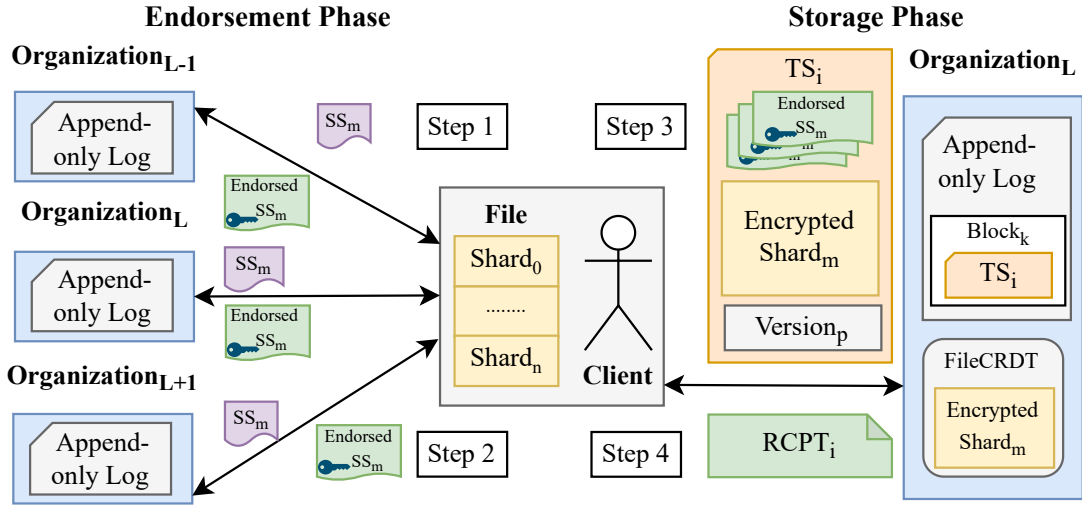 Endorsement Phase
Storage Phase
Organization_L-1
Append-
only Log
SS_m
Endorsed
SS_m
Step 1
Organization_L
Append-
only Log
SS_m
Endorsed
SS_m
Organization_L+1
Append-
only Log
SS_m
Endorsed
SS_m
Step 2
File
Shard_0
........
Shard_n
Client
Step 3
TS_i
Endorsed
SS_m
m
m
Encrypted
Shard_m
Version_p
Step 4
RCPT_i
Organization_L
Append-
only Log
Block_k
TS_i
FileCRDT
Encrypted
Shard_m